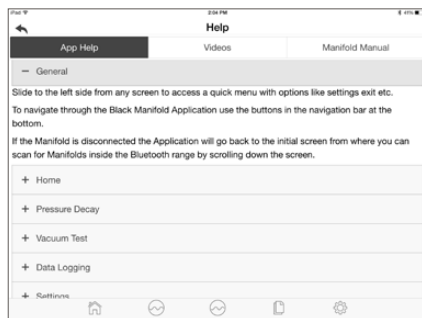 iPad
2:04 PM
41%
Help
App Help Videos Manifold Manual
− General
Slide to the left side from any screen to access a quick menu with options like settings exit etc.
To navigate through the Black Manifold Application use the buttons in the navigation bar at the
bottom.
If the Manifold is disconnected the Application will go back to the initial screen from where you can
scan for Manifolds inside the Bluetooth range by scrolling down the screen.
+ Home
+ Pressure Decay
+ Vacuum Test
+ Data Logging
+ Settings